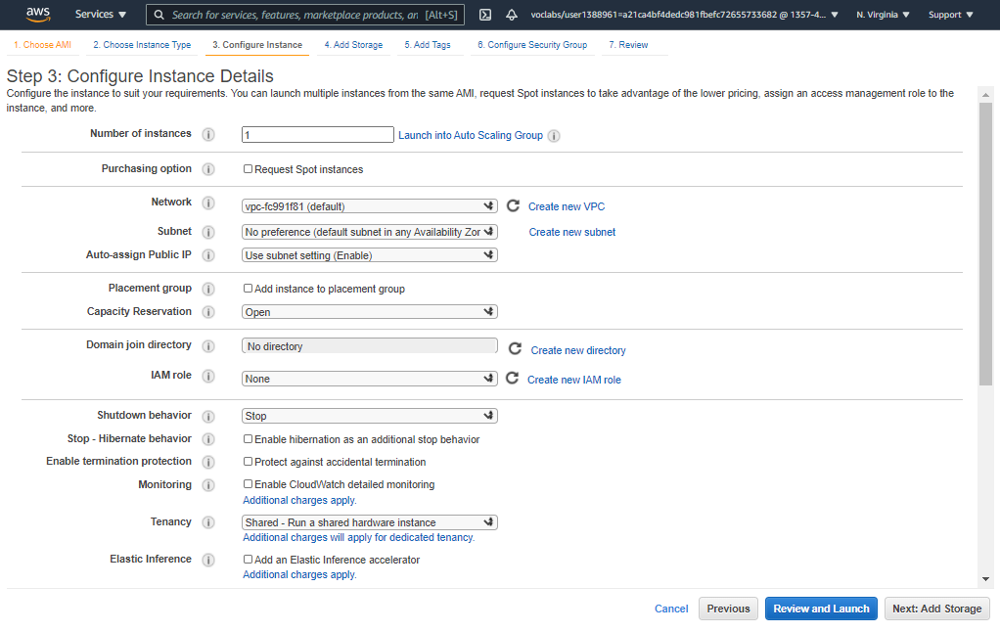 aws Services Search for services, features, marketplace products, an [Alt+S] voclabs/user1388961=a21ca4bf4dedc981fbefc72655733682 @ 1357-4... N. Virginia Support
1. Choose AMI 2. Choose Instance Type 3. Configure Instance 4. Add Storage 5. Add Tags 6. Configure Security Group 7. Review
Step 3: Configure Instance Details
Configure the instance to suit your requirements. You can launch multiple instances from the same AMI, request Spot instances to take advantage of the lower pricing, assign an access management role to the
instance, and more.
Number of instances 1 Launch into Auto Scaling Group
Purchasing option Request Spot instances
Network vpc-fc991f81 (default) Create new VPC
Subnet No preference (default subnet in any Availability Zor Create new subnet
Auto-assign Public IP Use subnet setting (Enable)
Placement group Add instance to placement group
Capacity Reservation Open
Domain join directory No directory Create new directory
IAM role None Create new IAM role
Shutdown behavior Stop
Stop - Hibernate behavior Enable hibernation as an additional stop behavior
Enable termination protection Protect against accidental termination
Monitoring Enable CloudWatch detailed monitoring
Additional charges apply.
Tenancy Shared - Run a shared hardware instance
Additional charges will apply for dedicated tenancy.
Elastic Inference Add an Elastic Inference accelerator
Additional charges apply.
Cancel Previous Review and Launch Next: Add Storage